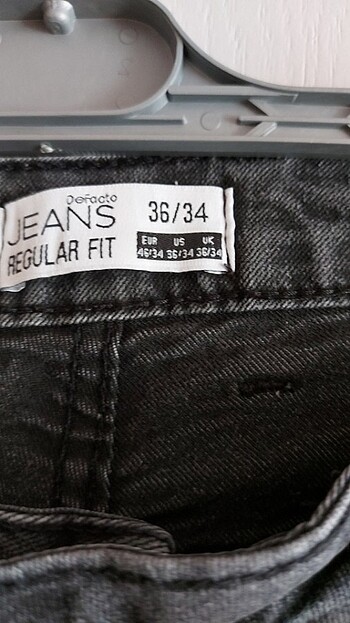 DeFacto
JEANS
REGULAR FIT
36/34
EUR US UK
46/34 36/34 36/34